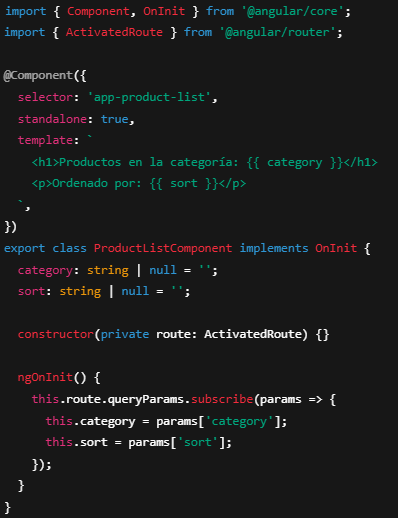 import { Component, OnInit } from '@angular/core';
import { ActivatedRoute } from '@angular/router';

@Component({
  selector: 'app-product-list',
  standalone: true,
  template: `
    <h1>Productos en la categoría: {{ category }}</h1>
    <p>Ordenado por: {{ sort }}</p>
  `,
})
export class ProductListComponent implements OnInit {
  category: string | null = '';
  sort: string | null = '';

  constructor(private route: ActivatedRoute) {}

  ngOnInit() {
    this.route.queryParams.subscribe(params => {
      this.category = params['category'];
      this.sort = params['sort'];
    });
  }
}